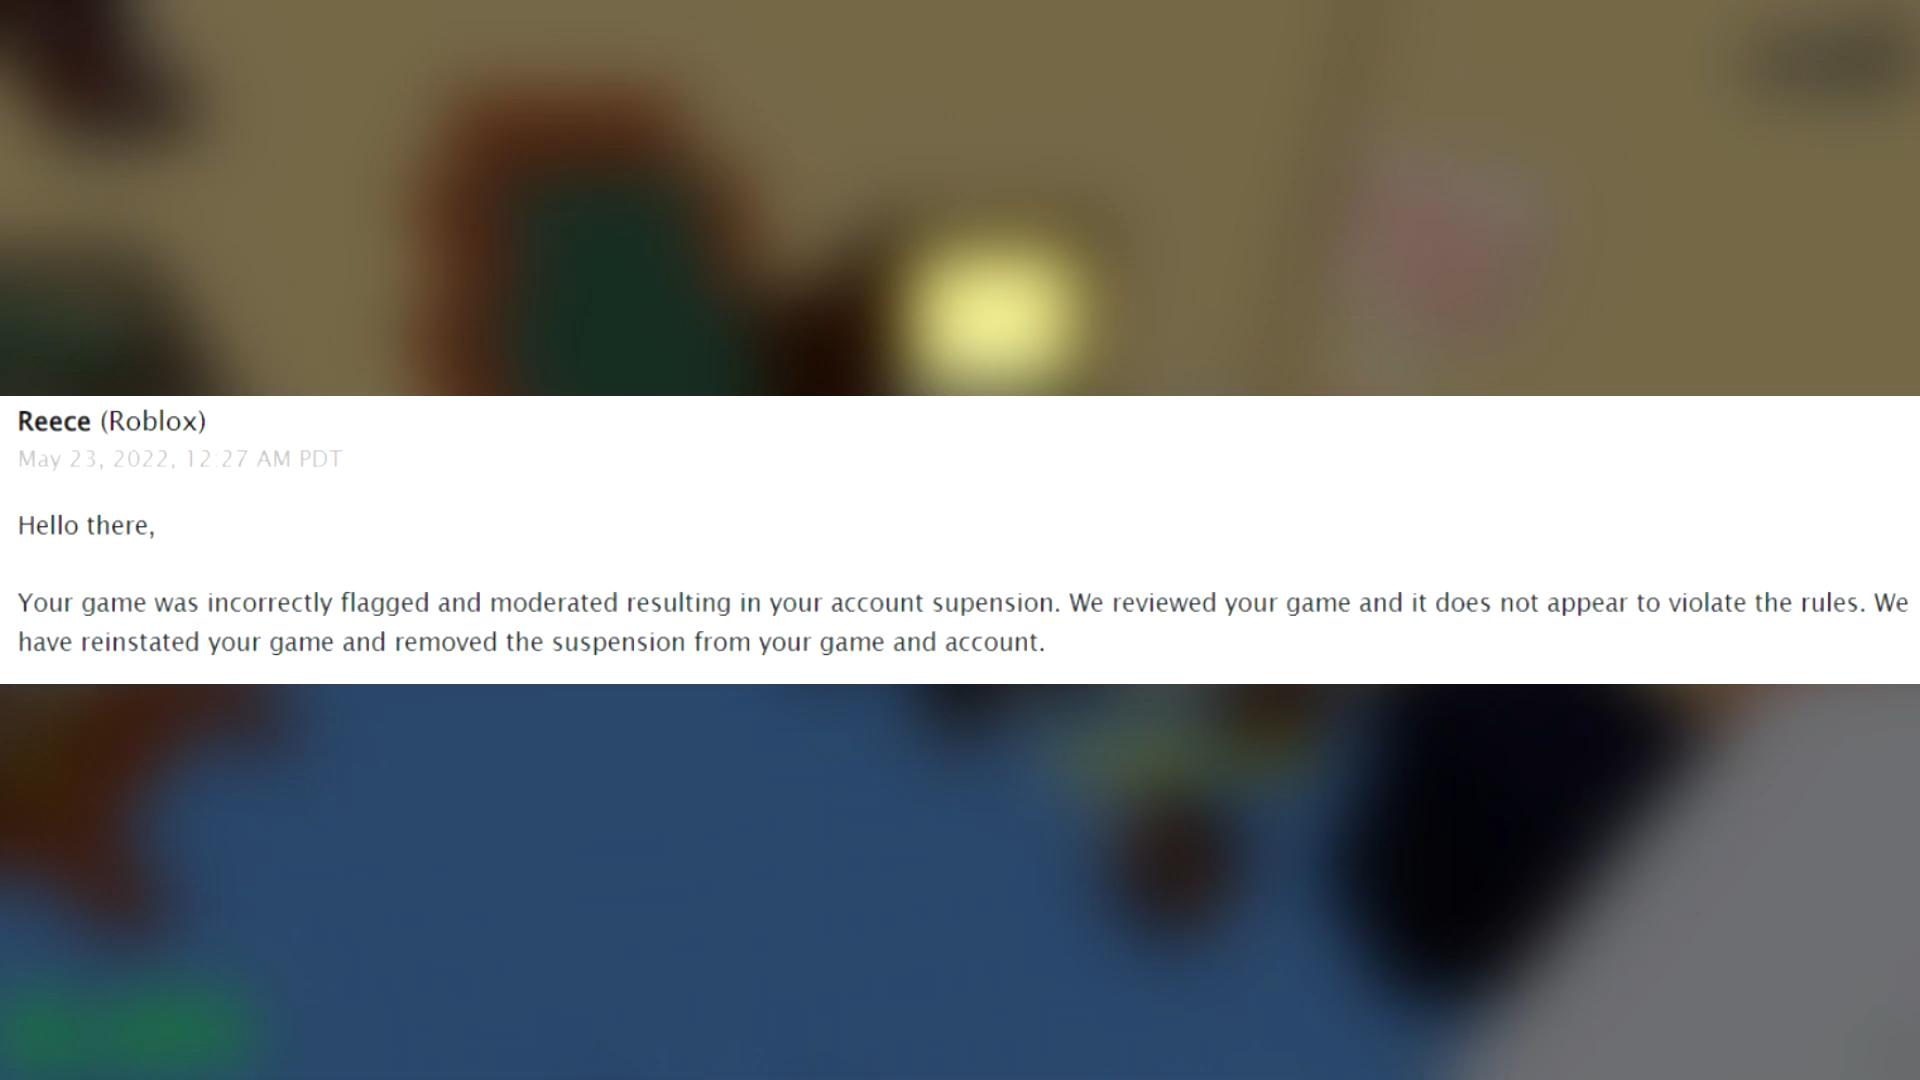 Reece (Roblox)
May 23, 2022, 12:27 AM PDT
Hello there,
Your game was incorrectly flagged and moderated resulting in your account supension. We reviewed your game and it does not appear to violate the rules. We
have reinstated your game and removed the suspension from your game and account.